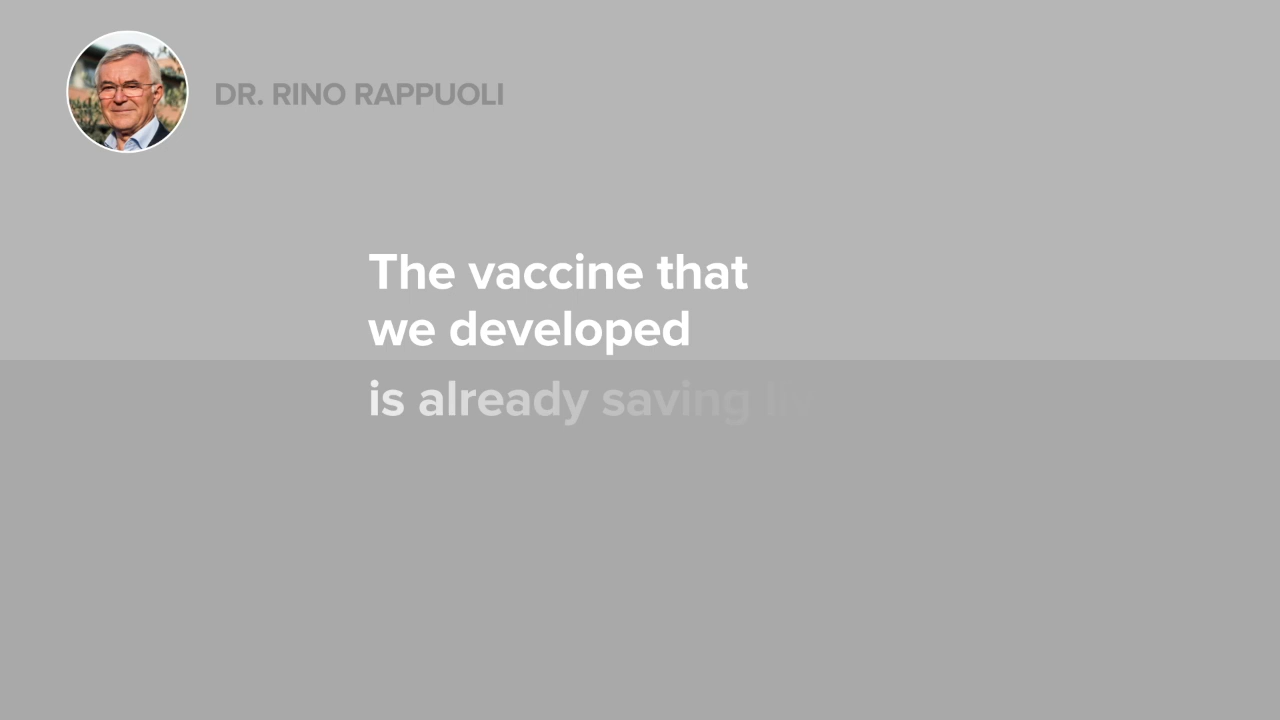 DR. RINO RAPPUOLI
The vaccine that
we developed
is already saving